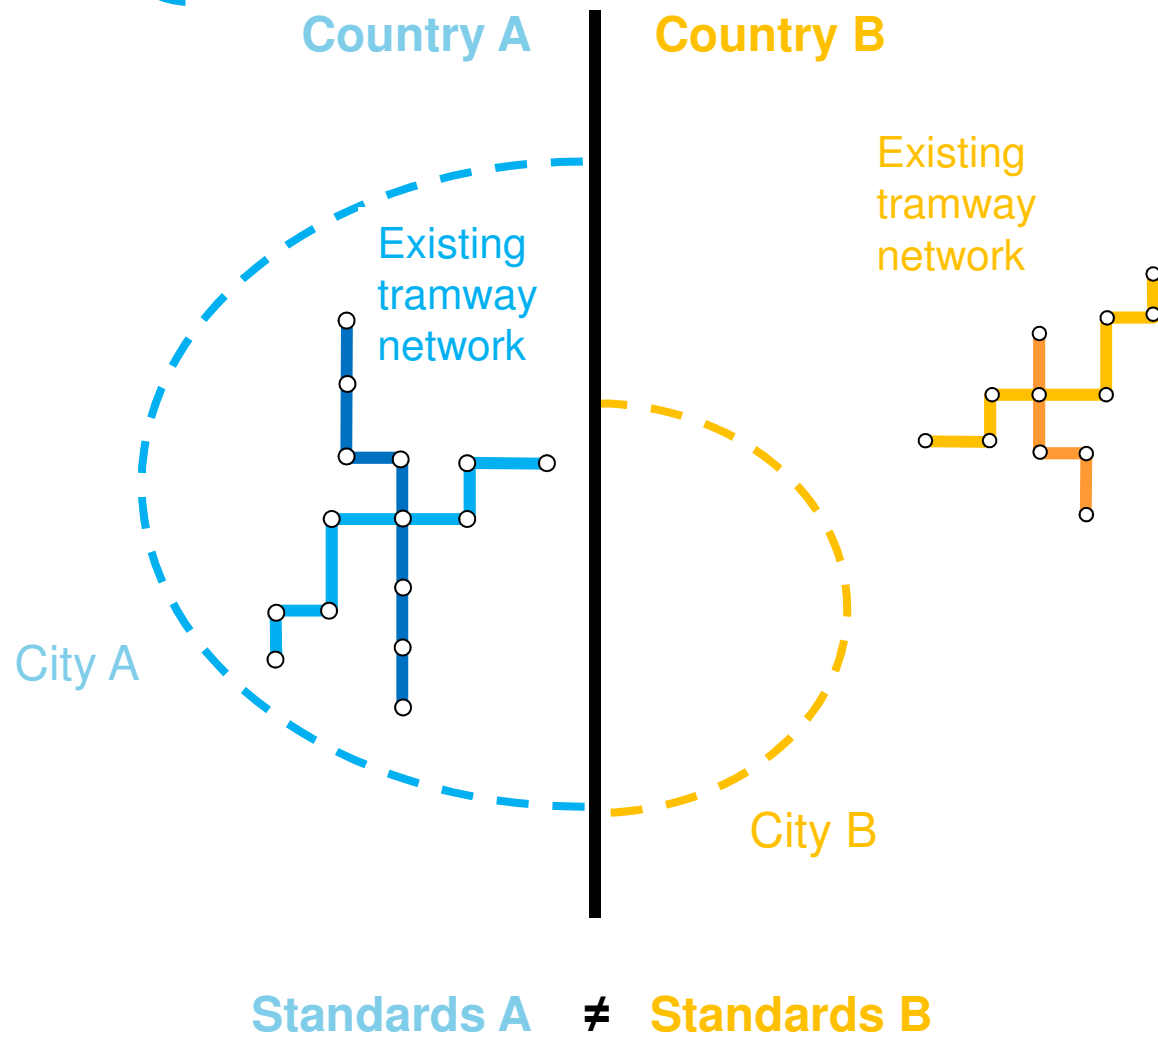 Country A
Country B
Existing
tramway
network
Existing
tramway
network
City A
City B
Standards A ≠ Standards B